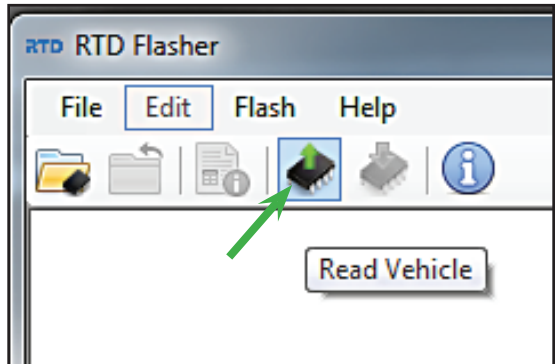 RTD RTD Flasher
File Edit Flash Help
Read Vehicle